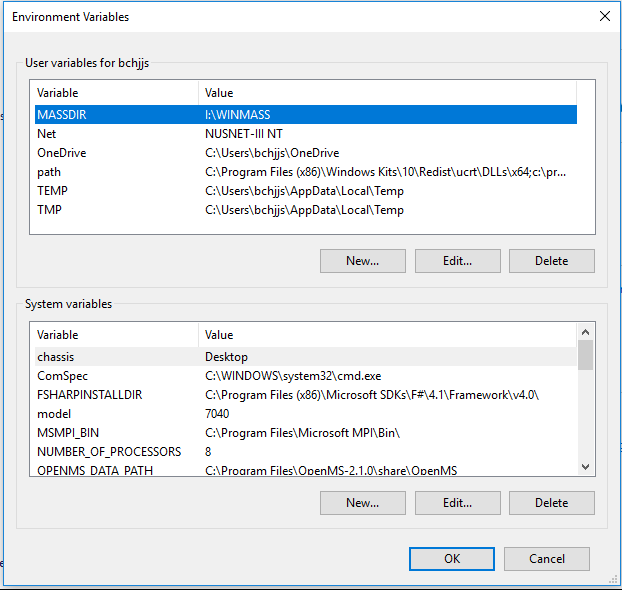 Environment Variables
User variables for bchjjs
Variable Value
MASSDIR I:\WINMASS
Net NUSNET-III NT
OneDrive C:\Users\bchjjs\OneDrive
path C:\Program Files (x86)\Windows Kits\10\Redist\ucrt\DLLs\x64;c:\pr...
TEMP C:\Users\bchjjs\AppData\Local\Temp
TMP C:\Users\bchjjs\AppData\Local\Temp
New... Edit... Delete
System variables
Variable Value
chassis Desktop
ComSpec C:\WINDOWS\system32\cmd.exe
FSHARPINSTALLDIR C:\Program Files (x86)\Microsoft SDKs\F#\4.1\Framework\v4.0\
model 7040
MSMPI_BIN C:\Program Files\Microsoft MPI\Bin\
NUMBER_OF_PROCESSORS 8
OPENMS_DATA_PATH C:\Program Files\OpenMS-2.1.0\share\OpenMS
New... Edit... Delete
OK Cancel